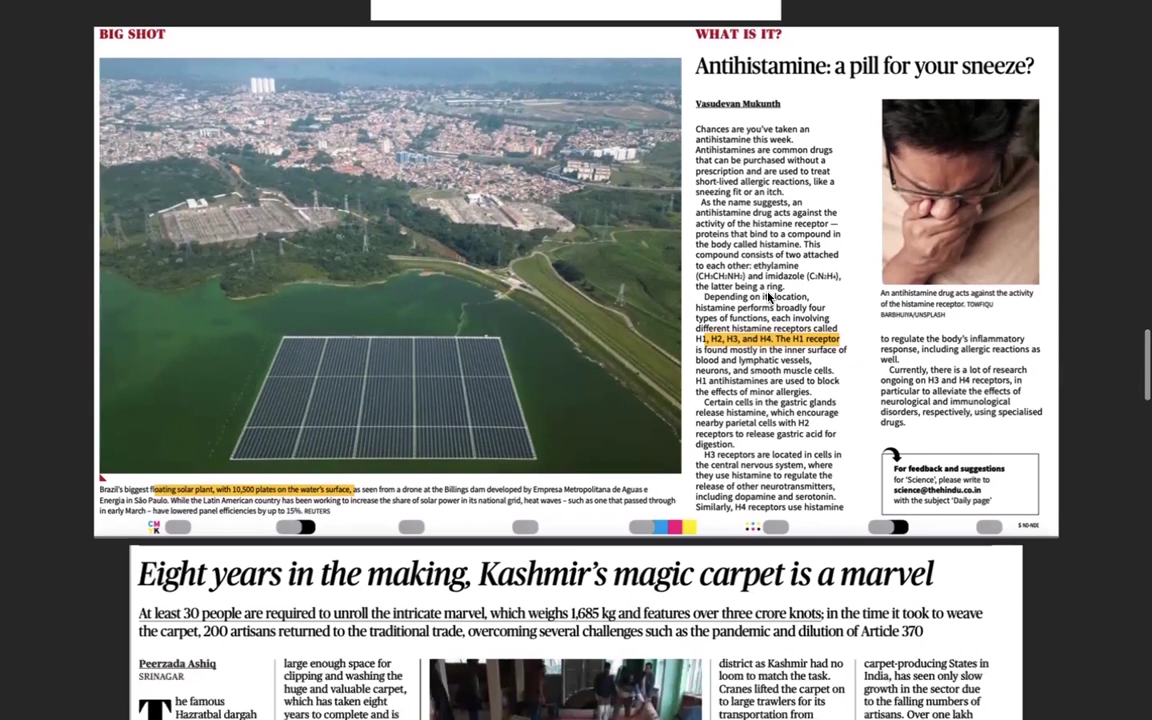 BIG SHOT
Brazil's biggest floating solar plant, with 10,500 plates on the water's surface, as seen from a drone at the Billings dam developed by Empresa Metropolitana de Aguas e
Energia in São Paulo. While the Latin American country has been working to increase the share of solar power in its national grid, heat waves – such as one that passed through
in early March – have lowered panel efficiencies by up to 15%. REUTERS
WHAT IS IT?
Antihistamine: a pill for your sneeze?
Vasudevan Mukunth
Chances are you've taken an
antihistamine this week.
Antihistamines are common drugs
that can be purchased without a
prescription and are used to treat
short-lived allergic reactions, like a
sneezing fit or an itch.
As the name suggests, an
antihistamine drug acts against the
activity of the histamine receptor —
proteins that bind to a compound in
the body called histamine. This
compound consists of two attached
to each other: ethylamine
(CH₃CH₂NH₂) and imidazole (C₃N₂H₄),
the latter being a ring.
Depending on its location,
histamine performs broadly four
types of functions, each involving
different histamine receptors called
H1, H2, H3, and H4. The H1 receptor
is found mostly in the inner surface of
blood and lymphatic vessels,
neurons, and smooth muscle cells.
H1 antihistamines are used to block
the effects of minor allergies.
Certain cells in the gastric glands
release histamine, which encourage
nearby parietal cells with H2
receptors to release gastric acid for
digestion.
H3 receptors are located in cells in
the central nervous system, where
they use histamine to regulate the
release of other neurotransmitters,
including dopamine and serotonin.
Similarly, H4 receptors use histamine
An antihistamine drug acts against the activity
of the histamine receptor. TOWFIQU
BARBHUIYA/UNSPLASH
to regulate the body's inflammatory
response, including allergic reactions as
well.
Currently, there is a lot of research
ongoing on H3 and H4 receptors, in
particular to alleviate the effects of
neurological and immunological
disorders, respectively, using specialised
drugs.
For feedback and suggestions
for 'Science', please write to
science@thehindu.co.in
with the subject 'Daily page'
CM
YK
Eight years in the making, Kashmir's magic carpet is a marvel
At least 30 people are required to unroll the intricate marvel, which weighs 1,685 kg and features over three crore knots; in the time it took to weave
the carpet, 200 artisans returned to the traditional trade, overcoming several challenges such as the pandemic and dilution of Article 370
Peerzada Ashiq
SRINAGAR
The famous
Hazratbal dargah
large enough space for
clipping and washing the
huge and valuable carpet,
which has taken eight
years to complete and is
district as Kashmir had no
loom to match the task.
Cranes lifted the carpet on
to large trawlers for its
transportation from
carpet-producing States in
India, has seen only slow
growth in the sector due
to the falling numbers of
artisans. Over one lakh